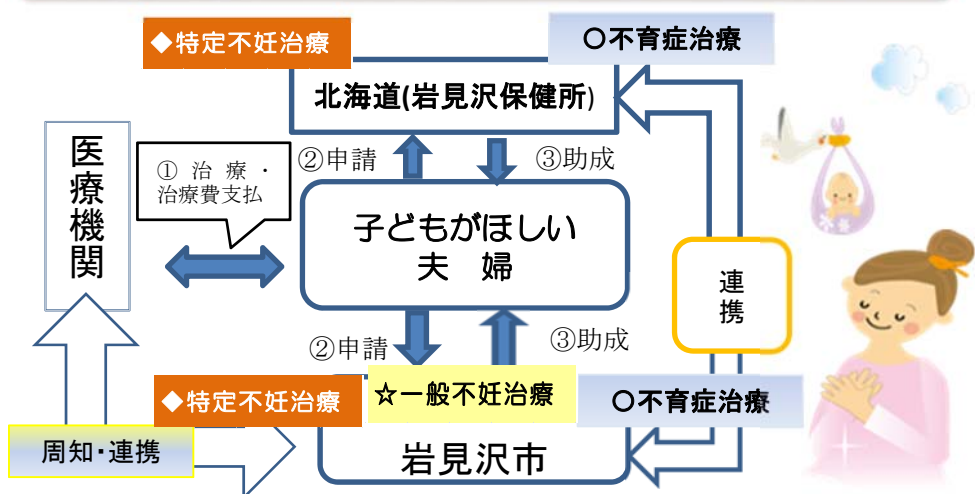 ◆特定不妊治療
〇不育症治療
北海道(岩見沢保健所)
医療機関
①治療・
治療費支払
②申請
③助成
子どもがほしい
夫婦
連携
②申請
③助成
◆特定不妊治療
☆一般不妊治療
〇不育症治療
岩見沢市
周知・連携